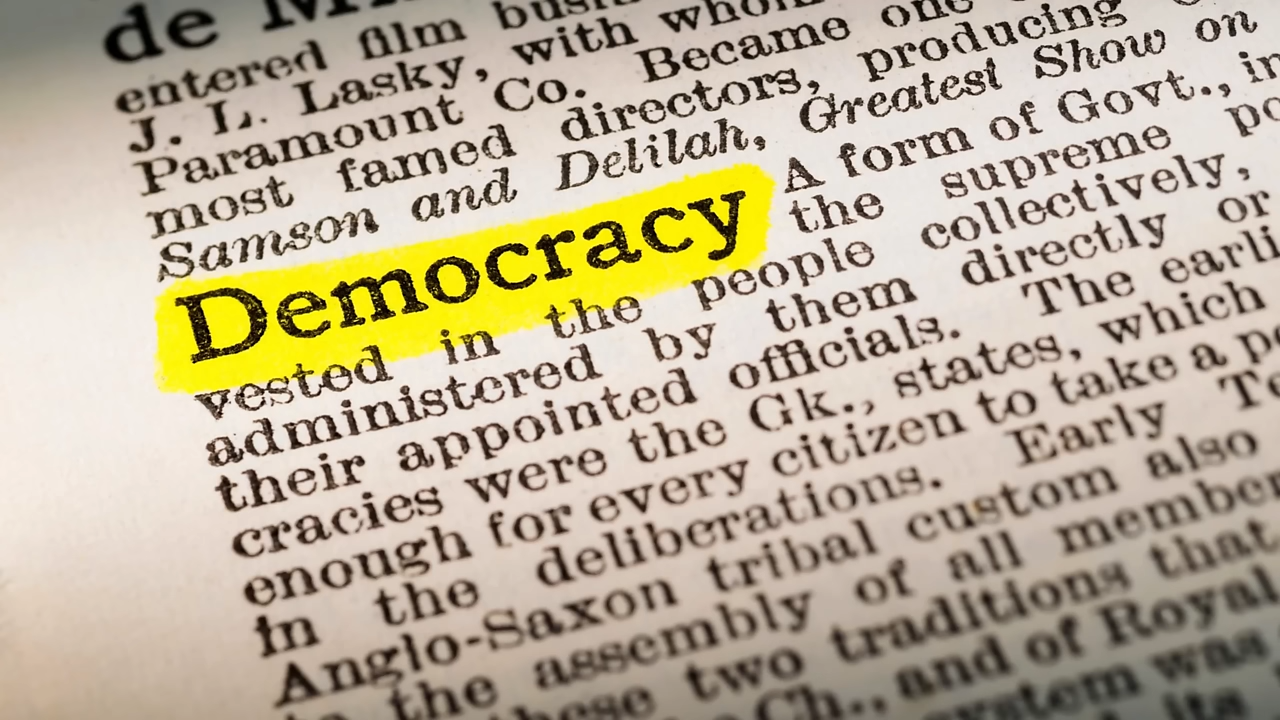 de
entered film
J. L. Lasky, with whom
Paramount Co. Became one
most famed directors, producing
Samson and Delilah, Greatest Show on
Democracy A form of Govt., in
the supreme
vested in the people collectively,
administered by them directly or
their appointed officials. The
cracies were the Gk., states, which
enough for every citizen to take a
in the deliberations. Early
Anglo-Saxon tribal custom also
to the assembly of all
these two traditions that
Ch., and of Royal
was
its